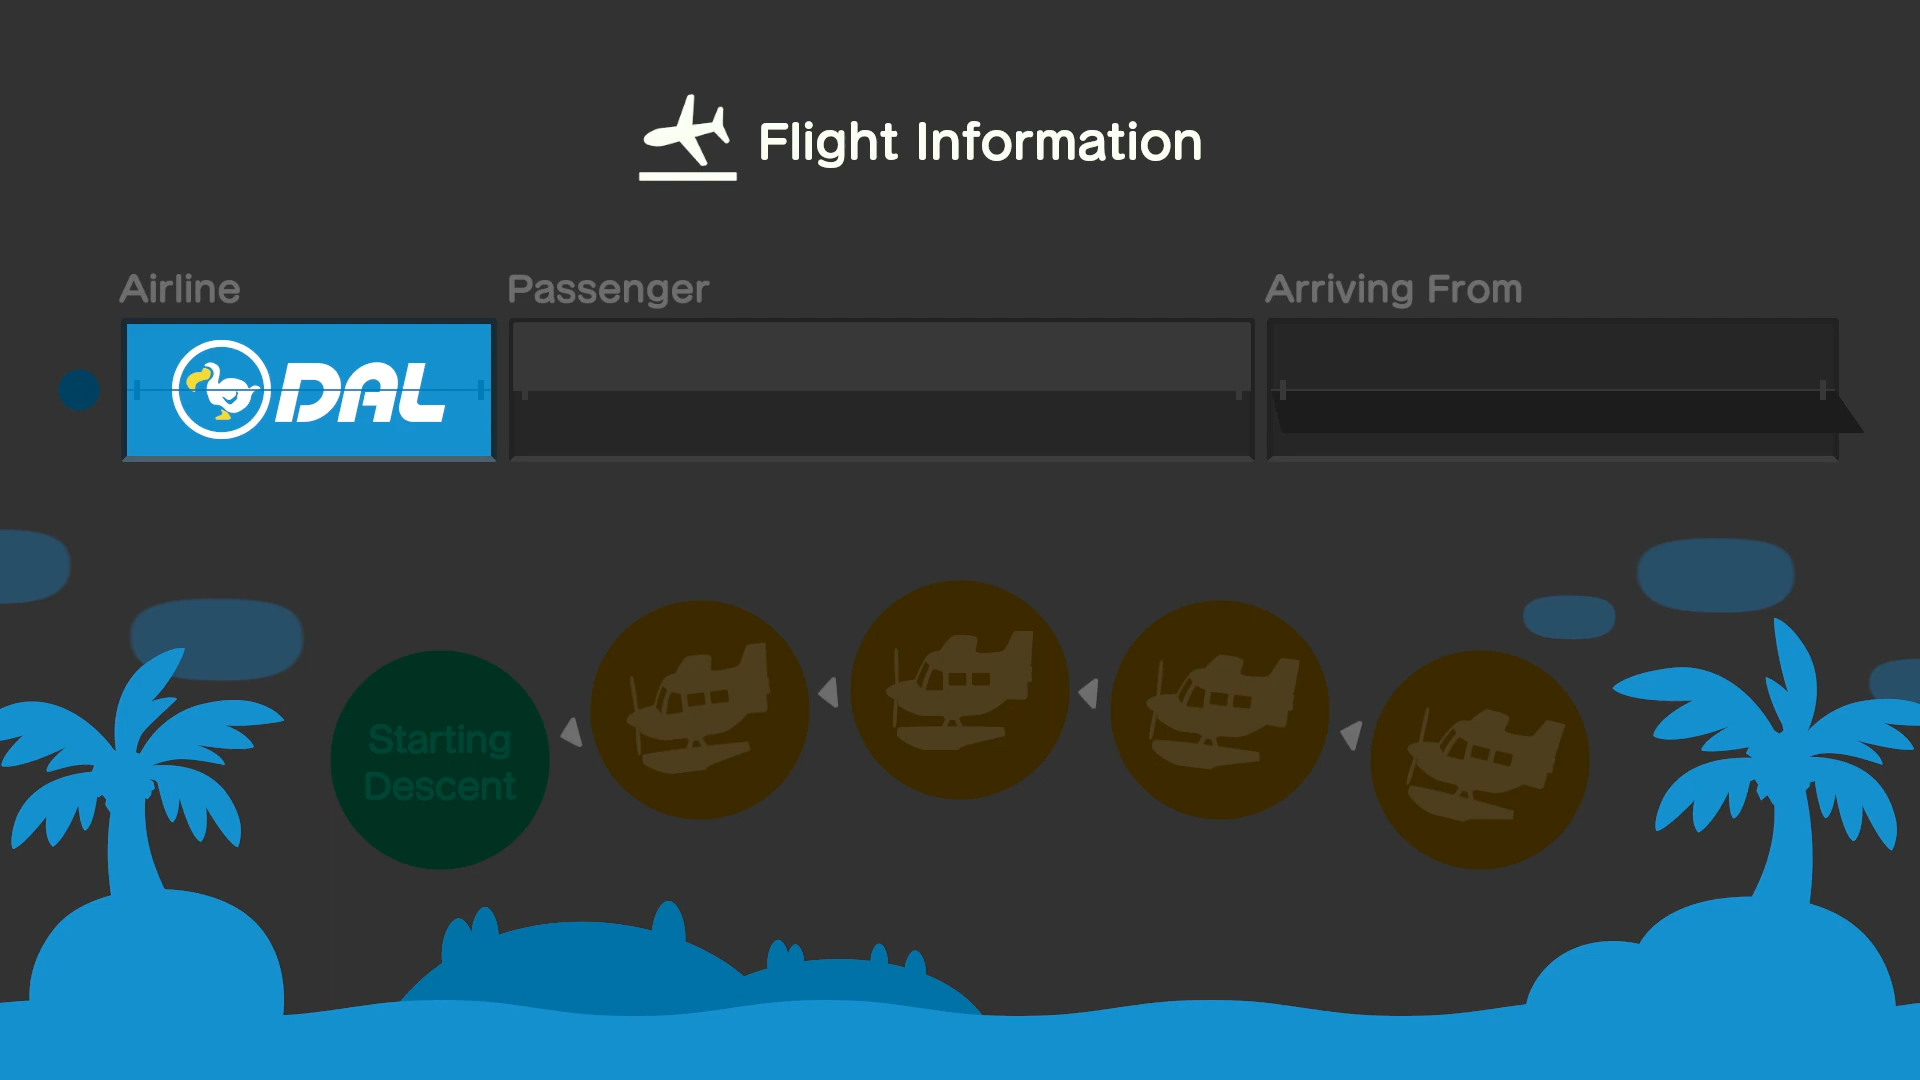 Flight Information
Airline
Passenger
Arriving From
DAL
Starting
Descent